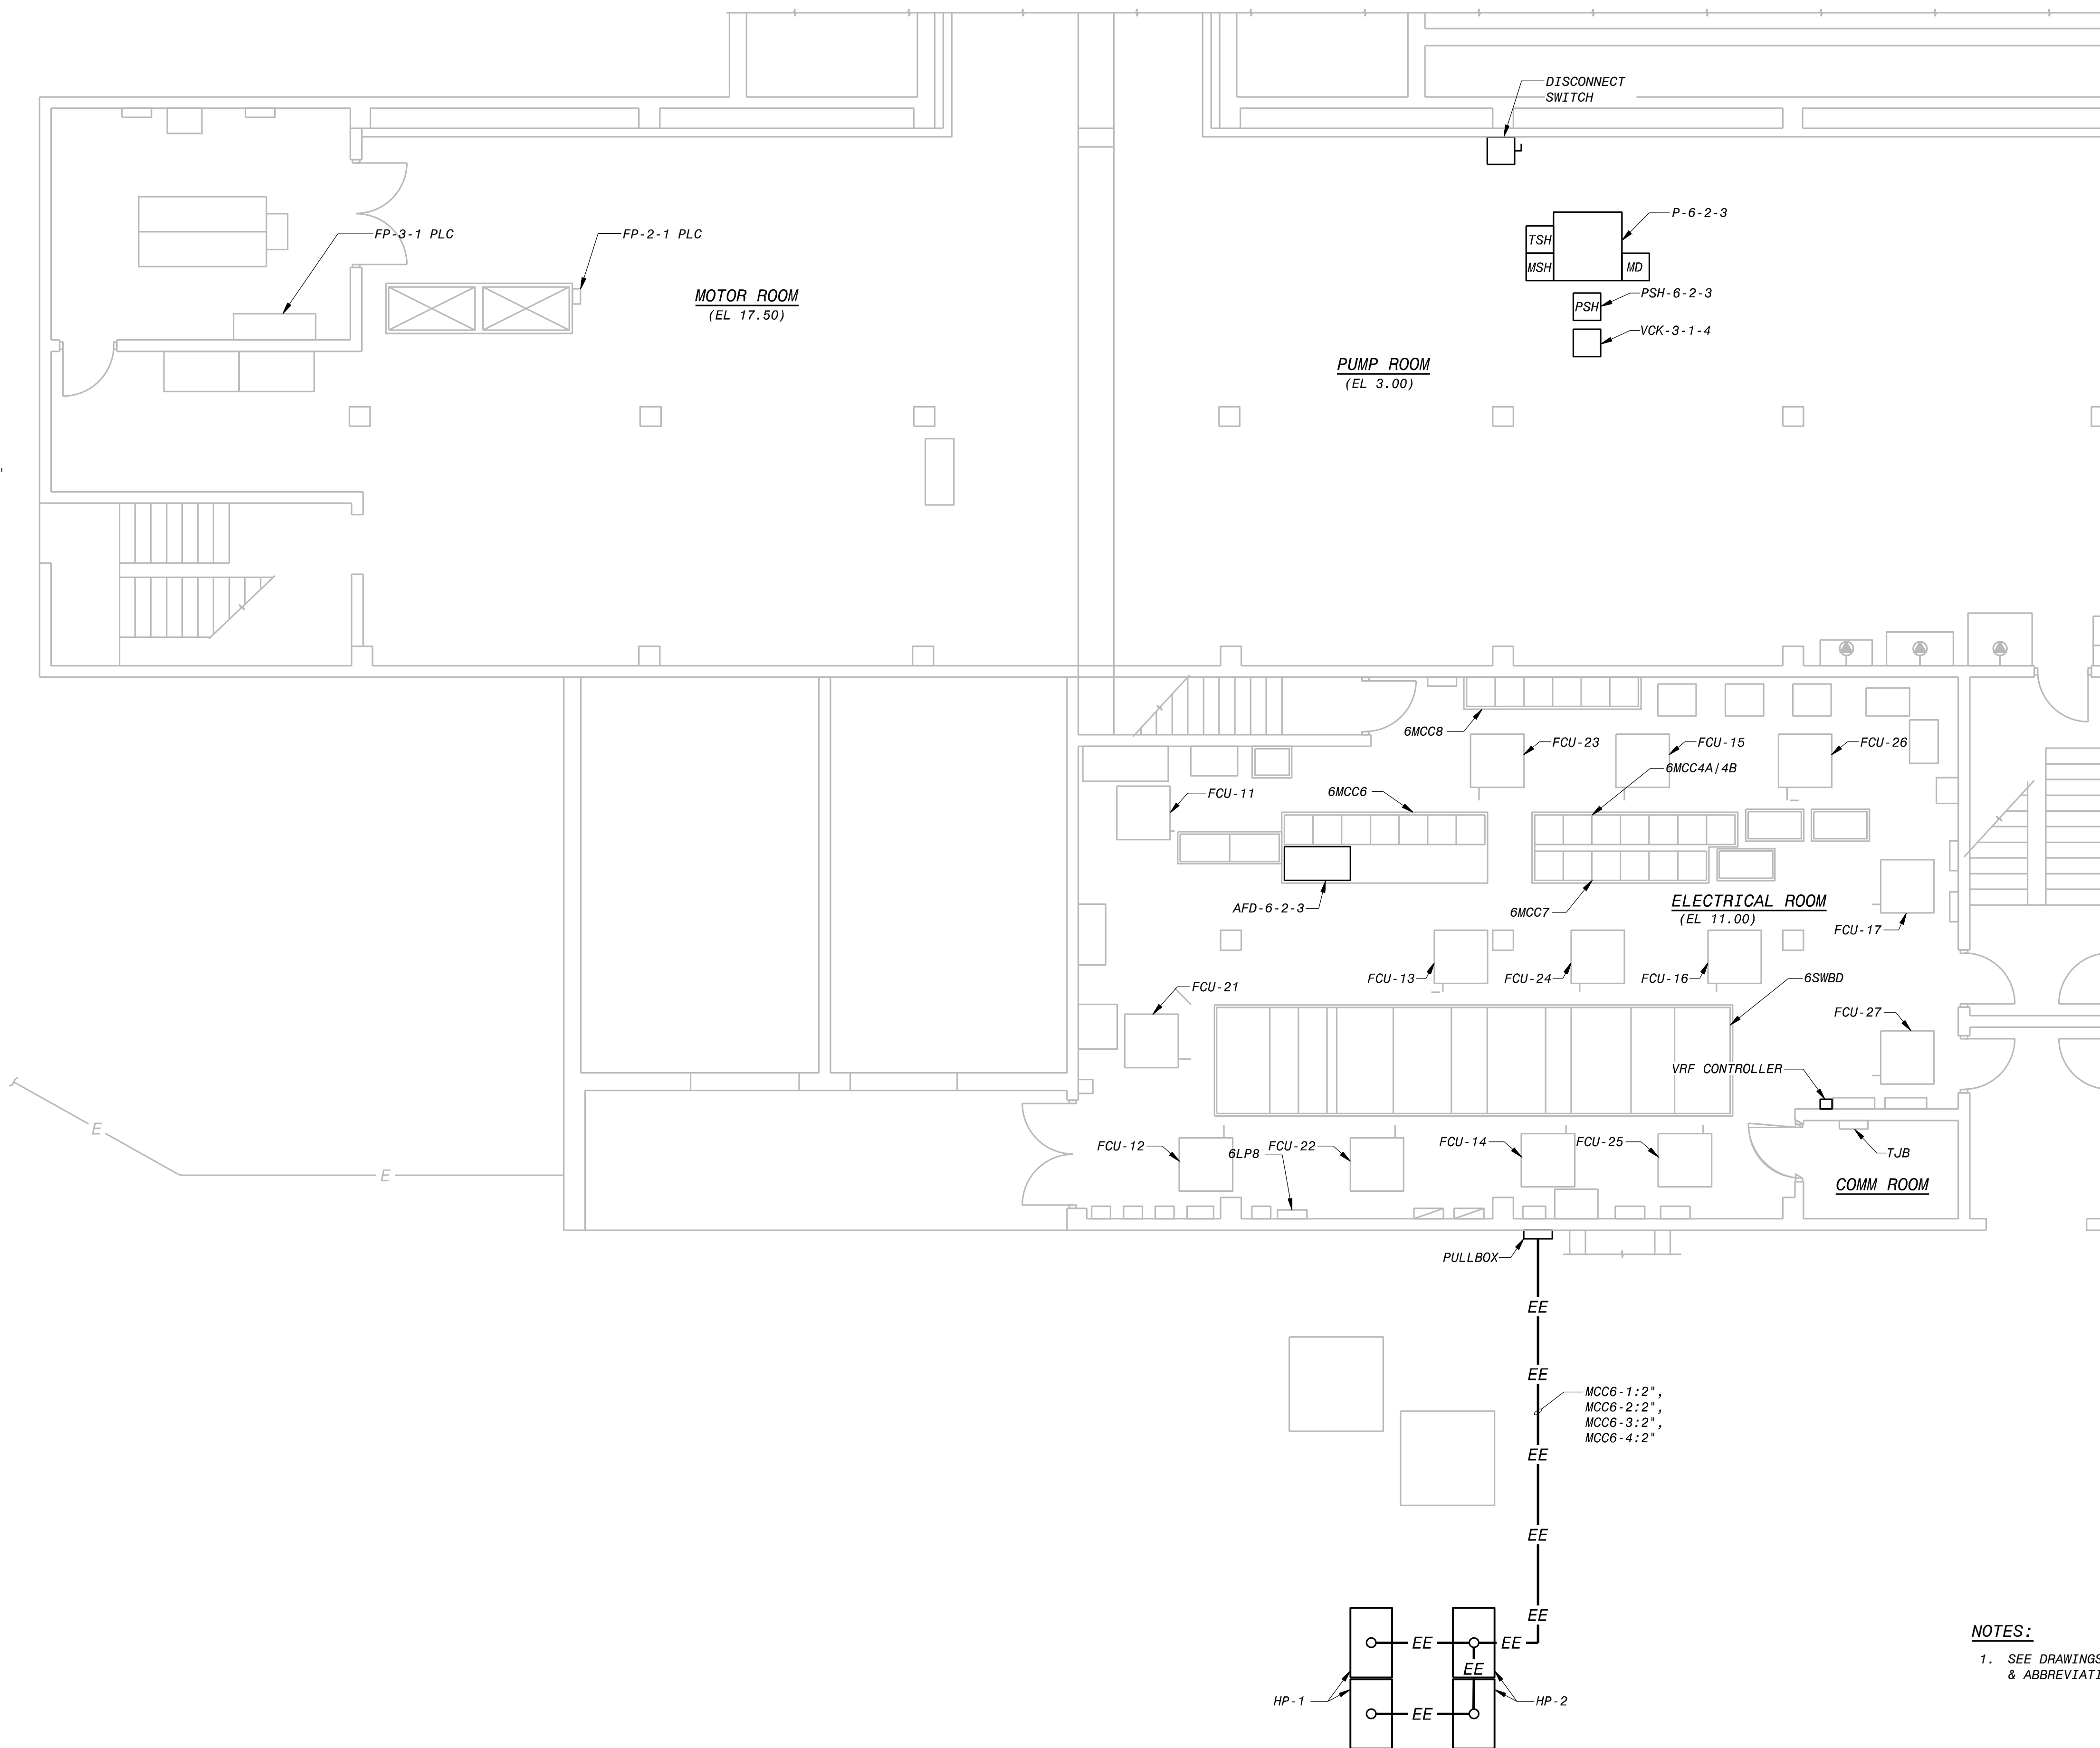 DISCONNECT
SWITCH
P-6-2-3
TSH
MSH
MD
FP-3-1 PLC
FP-2-1 PLC
MOTOR ROOM
(EL 17.50)
PSH-6-2-3
PSH
VCK-3-1-4
PUMP ROOM
(EL 3.00)
6MCC8
FCU-23
FCU-15
FCU-26
6MCC4A/4B
FCU-11
6MCC6
AFD-6-2-3
6MCC7
ELECTRICAL ROOM
(EL 11.00)
FCU-17
FCU-13
FCU-24
FCU-16
6SWBD
FCU-21
FCU-27
VRF CONTROLLER
FCU-12
6LP8
FCU-22
FCU-14
FCU-25
TJB
COMM ROOM
E
E
PULLBOX
EE
EE
MCC6-1:2",
MCC6-2:2",
MCC6-3:2",
MCC6-4:2"
EE
EE
EE
EE
EE
EE
HP-1
HP-2
EE
NOTES:
1. SEE DRAWINGS
& ABBREVIATI